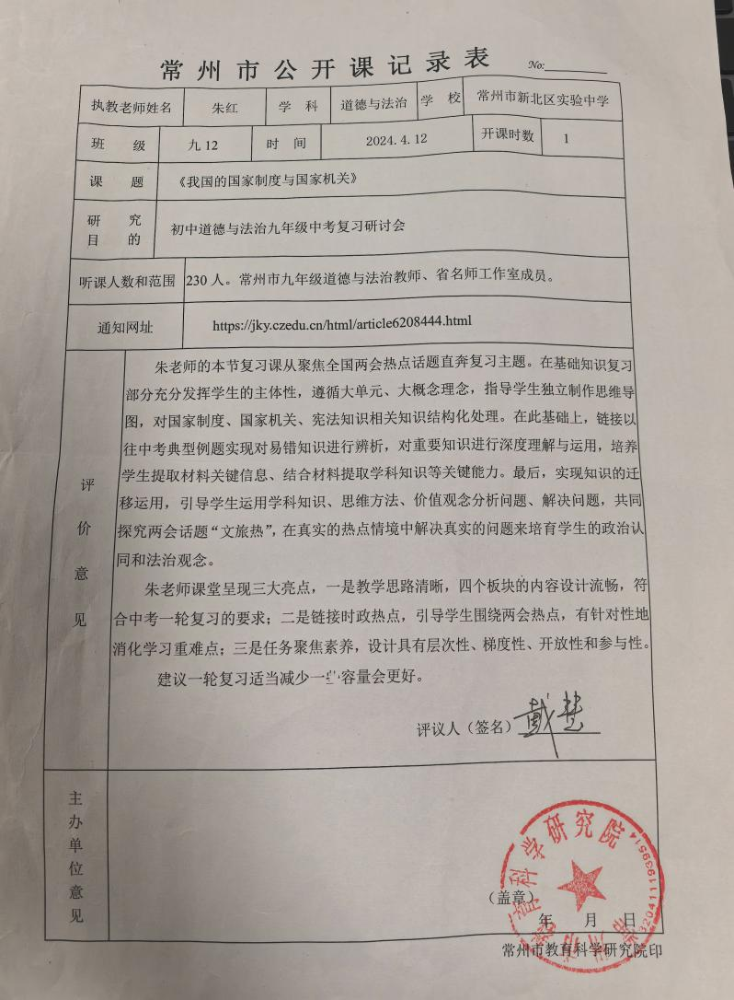 常州市公开课记录表 No:
执教老师姓名 朱红 学 科 道德与法治 学 校 常州市新北区实验中学
班 级 九 12 时 间 2024. 4. 12 开课时数 1
课 题 《我国的国家制度与国家机关》
研 究 目 的 初中道德与法治九年级中考复习研讨会
听课人数和范围 230 人。常州市九年级道德与法治教师、省名师工作室成员。
通知网址 https://jky.czedu.cn/html/article6208444.html
评价意见
朱老师的本节复习课从聚焦全国两会热点话题直奔复习主题。在基础知识复习
部分充分发挥学生的主体性，遵循大单元、大概念理念，指导学生独立制作思维导
图，对国家制度、国家机关、宪法知识相关知识结构化处理。在此基础上，链接以
往中考典型例题实现对易错知识进行辨析，对重要知识进行深度理解与运用，培养
学生提取材料关键信息、结合材料提取学科知识等关键能力。最后，实现知识的迁
移运用，引导学生运用学科知识、思维方法、价值观念分析问题、解决问题，共同
探究两会话题“文旅热”，在真实的热点情境中解决真实的问题来培育学生的政治认
同和法治观念。
朱老师课堂呈现三大亮点，一是教学思路清晰，四个板块的内容设计流畅，符
合中考一轮复习的要求；二是链接时政热点，引导学生围绕两会热点，有针对性地
消化学习重难点；三是任务聚焦素养，设计具有层次性、梯度性、开放性和参与性。
建议一轮复习适当减少一 容量会更好。
评议人（签名） 戴慧
主办单位意见
常州市教育科学研究院
3204111939514
（盖章）
年 月 日
常州市教育科学研究院印